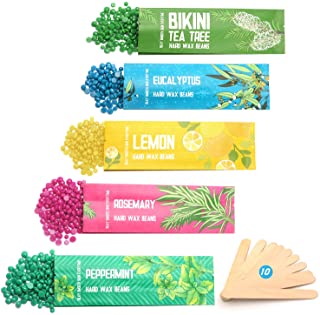 BIKINI
TEA TREE
HARD WAX BEANS
EUCALYPTUS
HARD WAX BEANS
LEMON
HARD WAX BEANS
ROSEMARY
HARD WAX BEANS
PEPPERMINT
HARD WAX BEANS
10